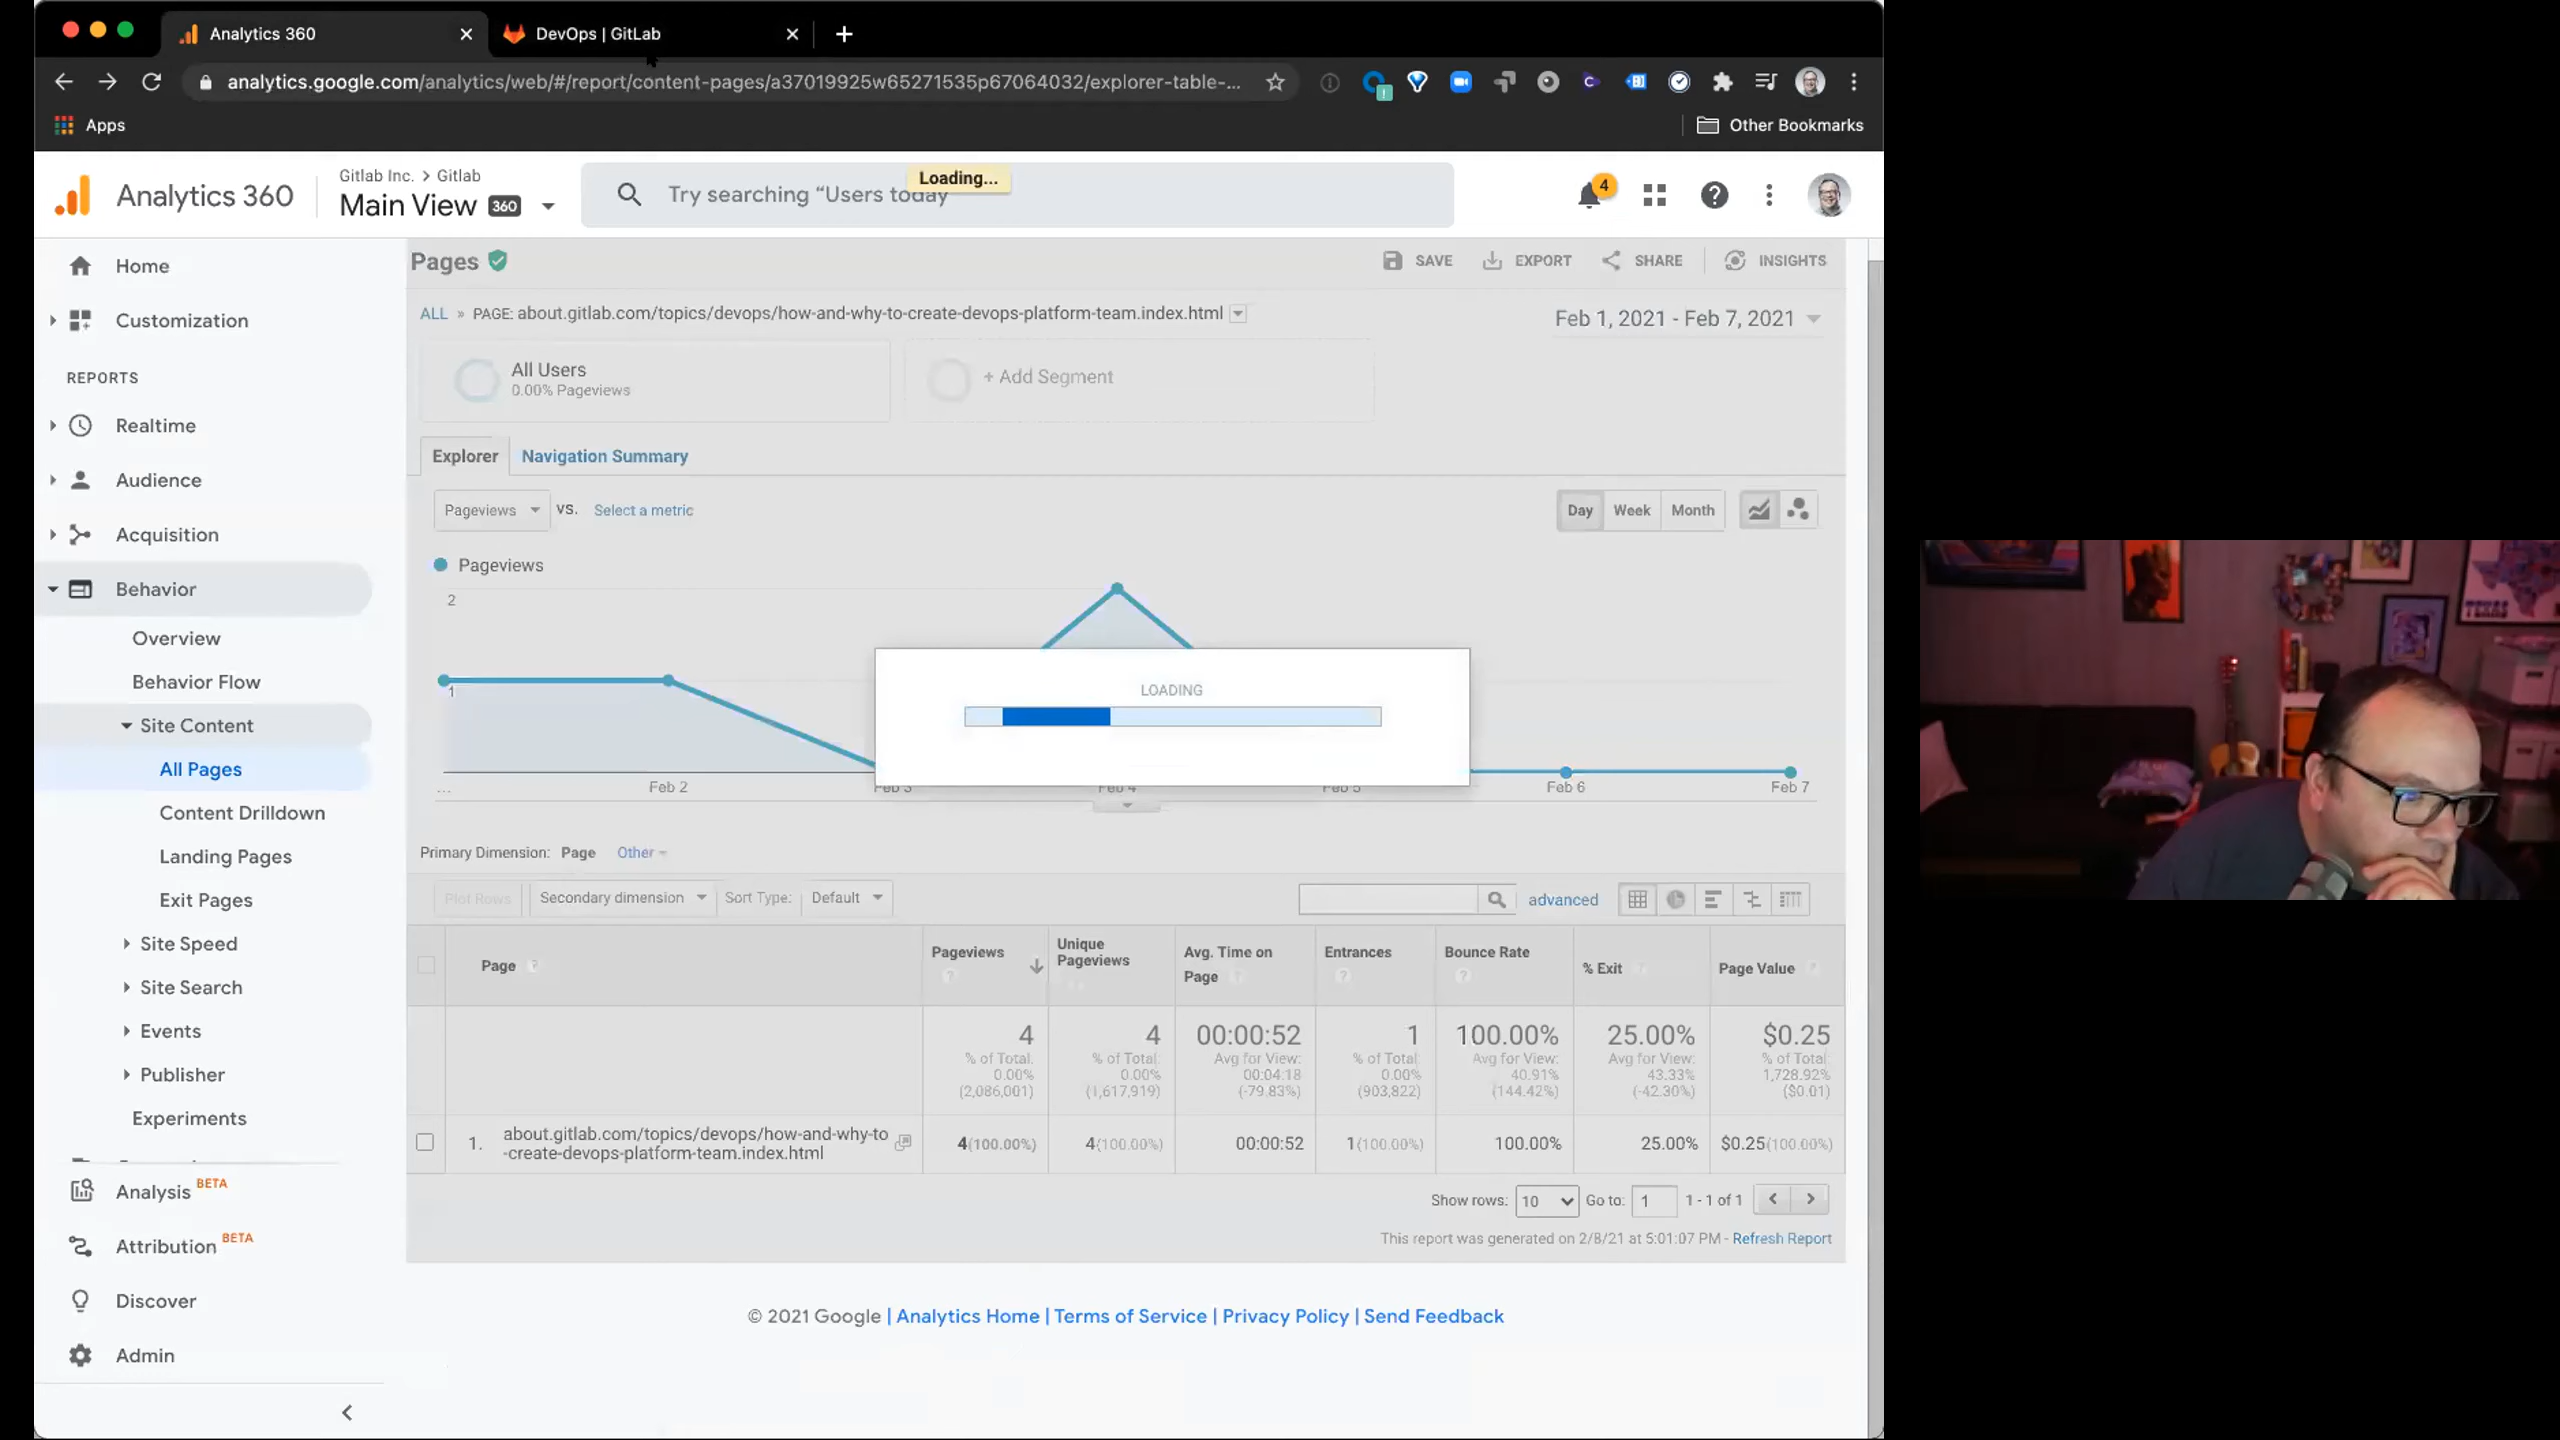 Analytics 360
DevOps | GitLab
analytics.google.com/analytics/web/#/report/content-pages/a37019925w65271535p67064032/explorer-table-...
Apps
Other Bookmarks
Analytics 360
Gitlab Inc. > Gitlab
Main View 360
Try searching “Users today
Loading...
4
Home
Customization
REPORTS
Realtime
Audience
Acquisition
Behavior
Overview
Behavior Flow
Site Content
All Pages
Content Drilldown
Landing Pages
Exit Pages
Site Speed
Site Search
Events
Publisher
Experiments
Analysis BETA
Attribution BETA
Discover
Admin
Pages
SAVE
EXPORT
SHARE
INSIGHTS
ALL » PAGE: about.gitlab.com/topics/devops/how-and-why-to-create-devops-platform-team.index.html
Feb 1, 2021 - Feb 7, 2021
All Users
0.00% Pageviews
+ Add Segment
Explorer
Navigation Summary
Pageviews
VS.
Select a metric
Day
Week
Month
Pageviews
2
1
LOADING
...
Feb 2
Feb 3
Feb 4
Feb 5
Feb 6
Feb 7
Primary Dimension: Page Other
Plot Rows
Secondary dimension
Sort Type:
Default
advanced
Page
Pageviews
Unique
Pageviews
Avg. Time on
Page
Entrances
Bounce Rate
% Exit
Page Value
4
% of Total:
0.00%
(2,086,001)
4
% of Total:
0.00%
(1,617,919)
00:00:52
Avg for View:
00:04:18
(-79.83%)
1
% of Total:
0.00%
(903,822)
100.00%
Avg for View:
40.91%
(144.42%)
25.00%
Avg for View:
43.33%
(-42.30%)
$0.25
% of Total:
1,728.92%
($0.01)
1.
about.gitlab.com/topics/devops/how-and-why-to
-create-devops-platform-team.index.html
4(100.00%)
4(100.00%)
00:00:52
1(100.00%)
100.00%
25.00%
$0.25(100.00%)
Show rows: 10 Go to: 1 1 - 1 of 1
This report was generated on 2/8/21 at 5:01:07 PM - Refresh Report
© 2021 Google | Analytics Home | Terms of Service | Privacy Policy | Send Feedback
TEXAS